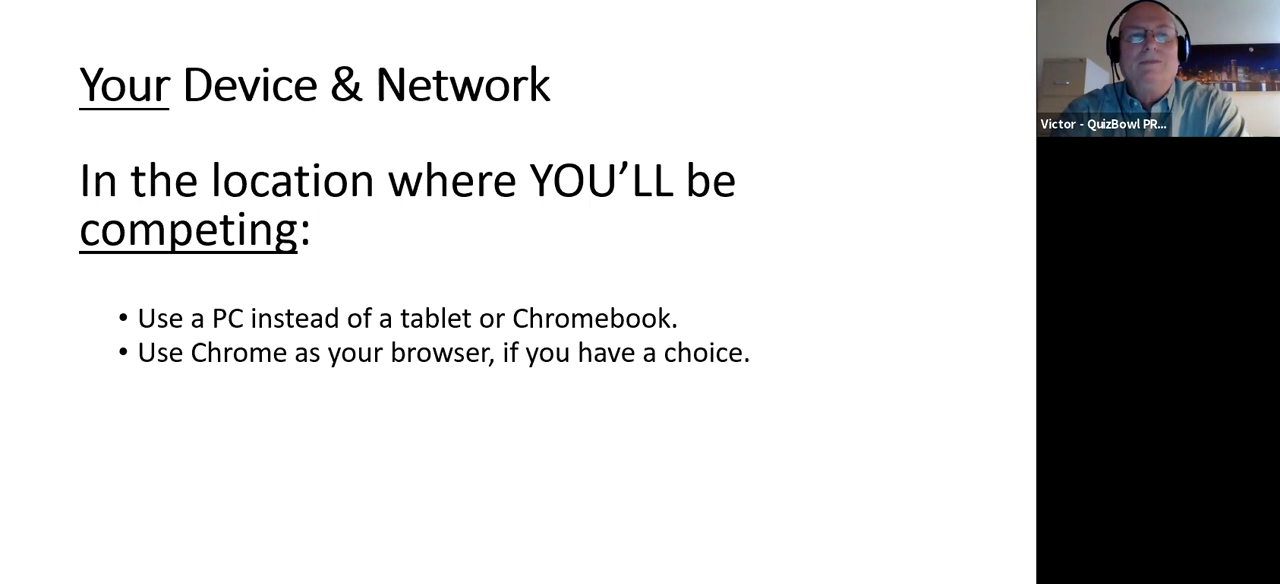 Your Device & Network
In the location where YOU’LL be
competing:
• Use a PC instead of a tablet or Chromebook.
• Use Chrome as your browser, if you have a choice.
Victor - QuizBowl PR...